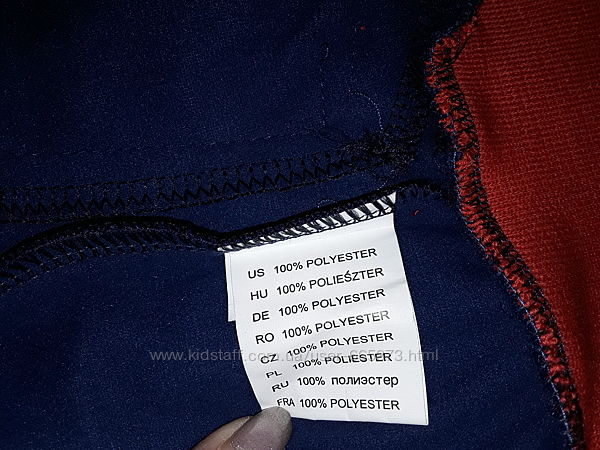 US 100% POLYESTER
HU 100% POLIEŚZTER
DE 100% POLYESTER
RO 100% POLYESTER
CZ 100% POLYESTER
PL 100% POLIESTER
RU 100% полиэстер
FRA 100% POLYESTER